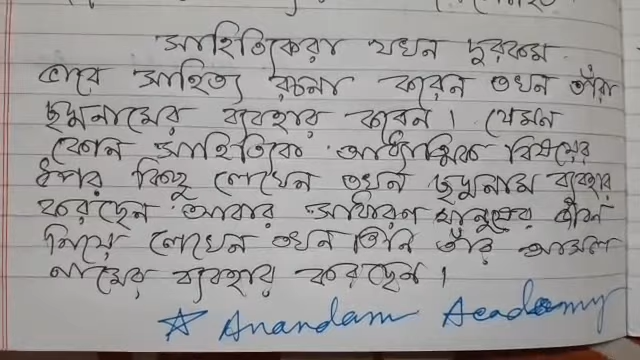 সাহিত্যিকেরা যখন দুরকম
ভাবে সাহিত্য রচনা করেন তখন তাঁরা
ছদ্মনামের ব্যবহার করেন। যেমন
কোন সাহিত্যিক আধ্যাত্মিক বিষয়ের
উপর কিছু লেখেন তখন ছদ্মনাম ব্যবহার
করেছেন আবার সাধারণ মানুষের জীবন
নিয়ে লেখেন তখন তিনি তাঁর আসল
নামের ব্যবহার করেছেন।
☆ Anandam Academy